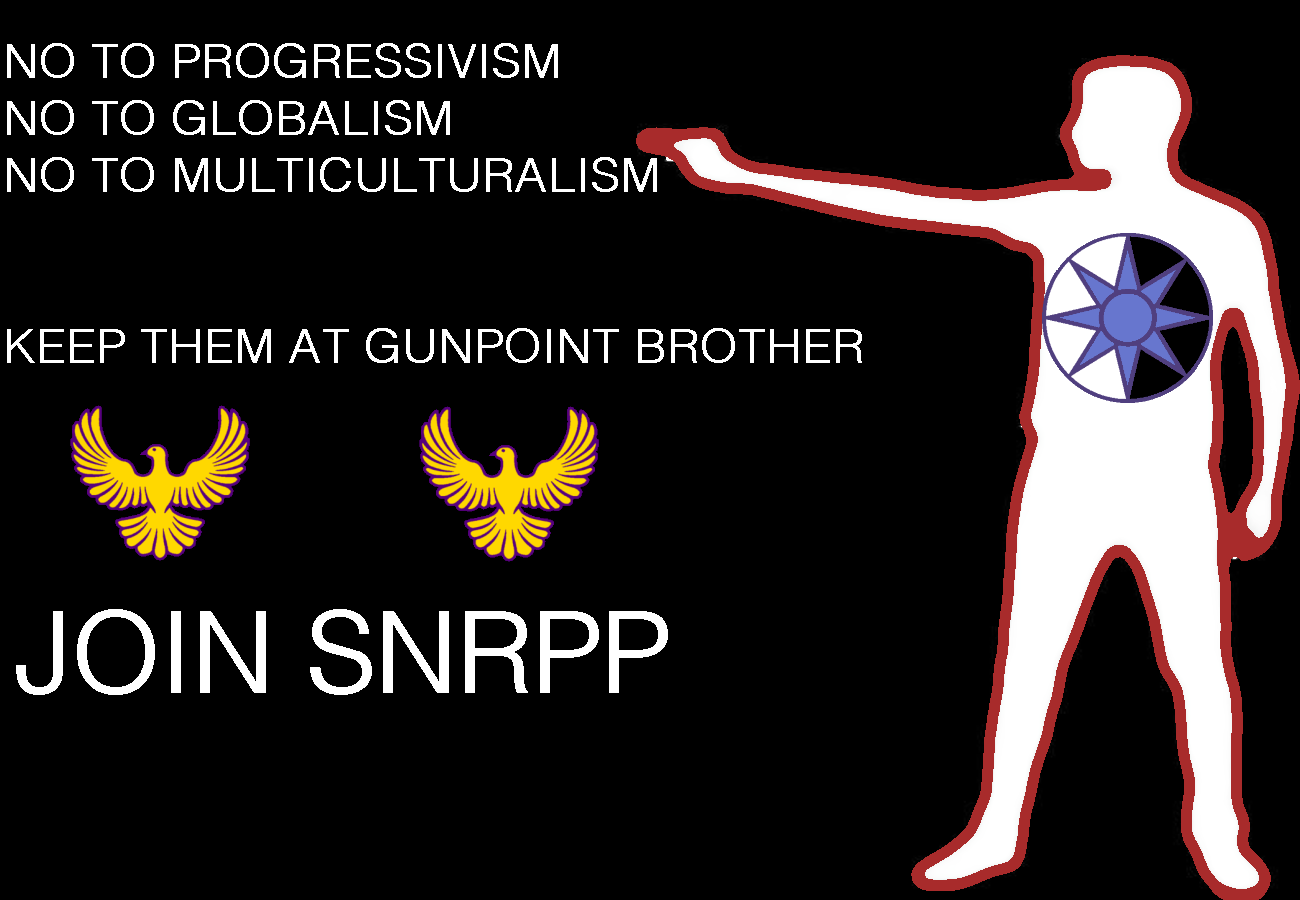 NO TO PROGRESSIVISM
NO TO GLOBALISM
NO TO MULTICULTURALISM
KEEP THEM AT GUNPOINT BROTHER
JOIN SNRPP